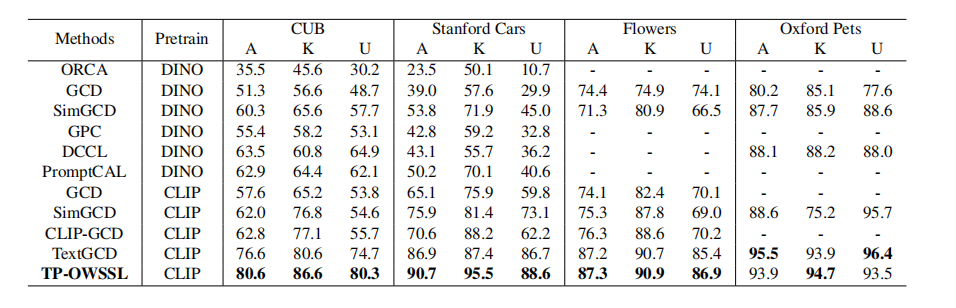 Methods Pretrain CUB Stanford Cars Flowers Oxford Pets
A K U A K U A K U A K U
ORCA DINO 35.5 45.6 30.2 23.5 50.1 10.7 - - - - - -
GCD DINO 51.3 56.6 48.7 39.0 57.6 29.9 74.4 74.9 74.1 80.2 85.1 77.6
SimGCD DINO 60.3 65.6 57.7 53.8 71.9 45.0 71.3 80.9 66.5 87.7 85.9 88.6
GPC DINO 55.4 58.2 53.1 42.8 59.2 32.8 - - - - - -
DCCL DINO 63.5 60.8 64.9 43.1 55.7 36.2 - - - 88.1 88.2 88.0
PromptCAL DINO 62.9 64.4 62.1 50.2 70.1 40.6 - - - - - -
GCD CLIP 57.6 65.2 53.8 65.1 75.9 59.8 74.1 82.4 70.1 - - -
SimGCD CLIP 62.0 76.8 54.6 75.9 81.4 73.1 75.3 87.8 69.0 88.6 75.2 95.7
CLIP-GCD CLIP 62.8 77.1 55.7 70.6 88.2 62.2 76.3 88.6 70.2 - - -
TextGCD CLIP 76.6 80.6 74.7 86.9 87.4 86.7 87.2 90.7 85.4 95.5 93.9 96.4
TP-OWSSL CLIP 80.6 86.6 80.3 90.7 95.5 88.6 87.3 90.9 86.9 93.9 94.7 93.5